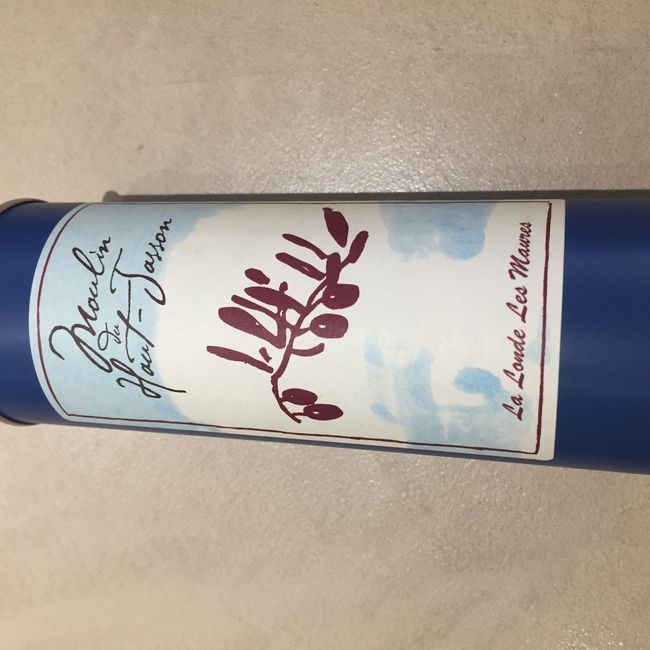 Moulin
du
Haut-Jasson
La Londe Les Maures